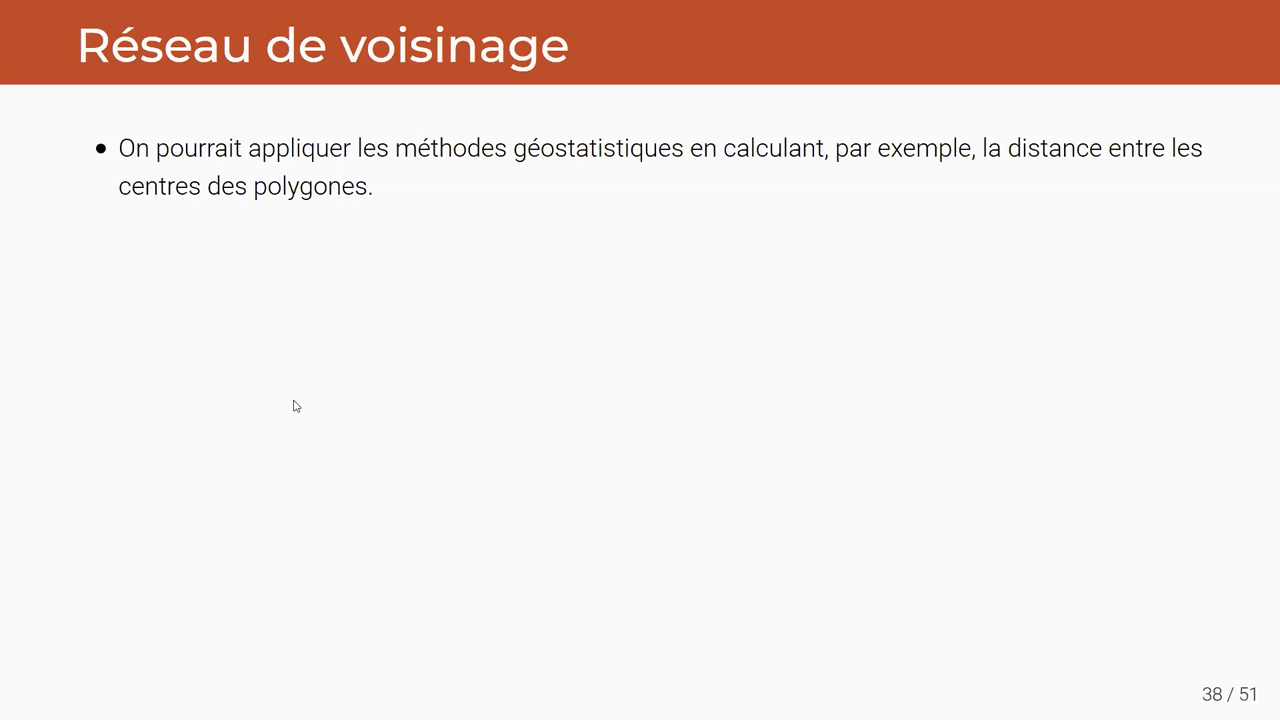 Réseau de voisinage
• On pourrait appliquer les méthodes géostatistiques en calculant, par exemple, la distance entre les
centres des polygones.
38 / 51